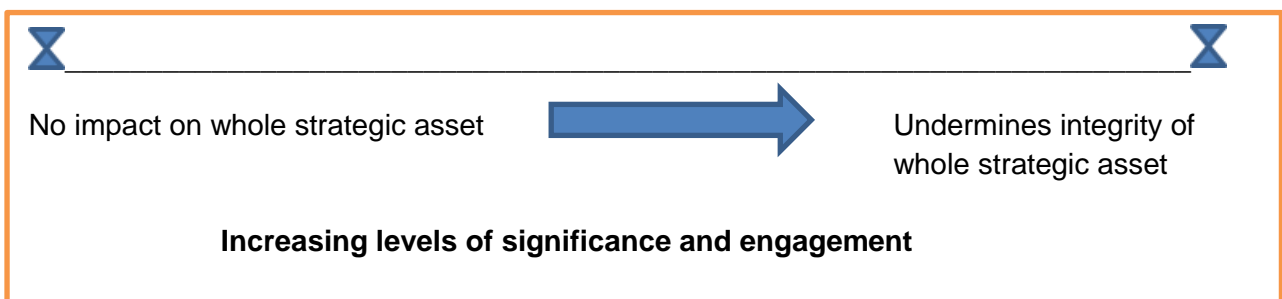 No impact on whole strategic asset
Undermines integrity of
whole strategic asset
Increasing levels of significance and engagement